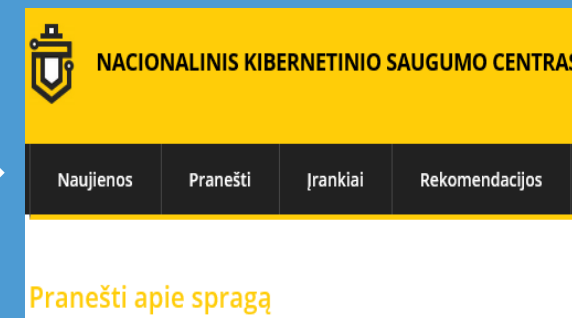 NACIONALINIS KIBERNETINIO SAUGUMO CENTRAS
Naujienos Pranešti Įrankiai Rekomendacijos
Pranešti apie spragą